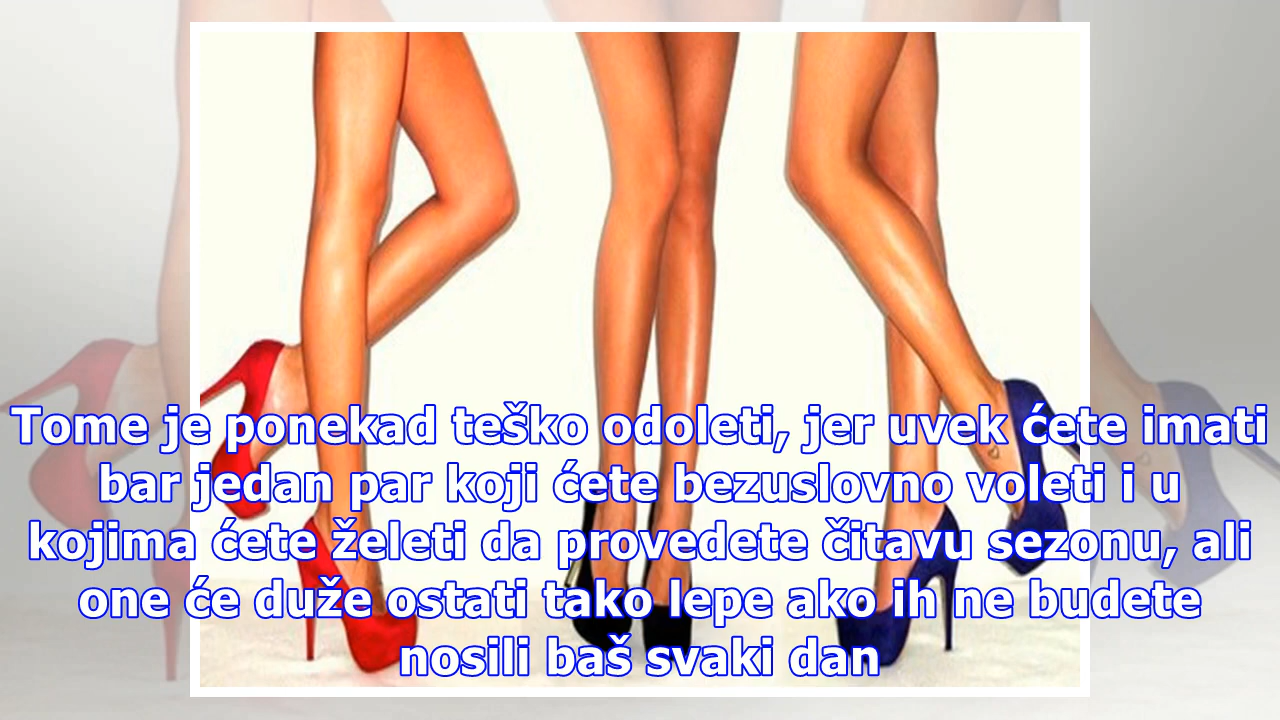 Tome je ponekad teško odoleti, jer uvek ćete imati
bar jedan par koji ćete bezuslovno voleti i u
kojima ćete želeti da provedete čitavu sezonu, ali
one će duže ostati tako lepe ako ih ne budete
nosili baš svaki dan